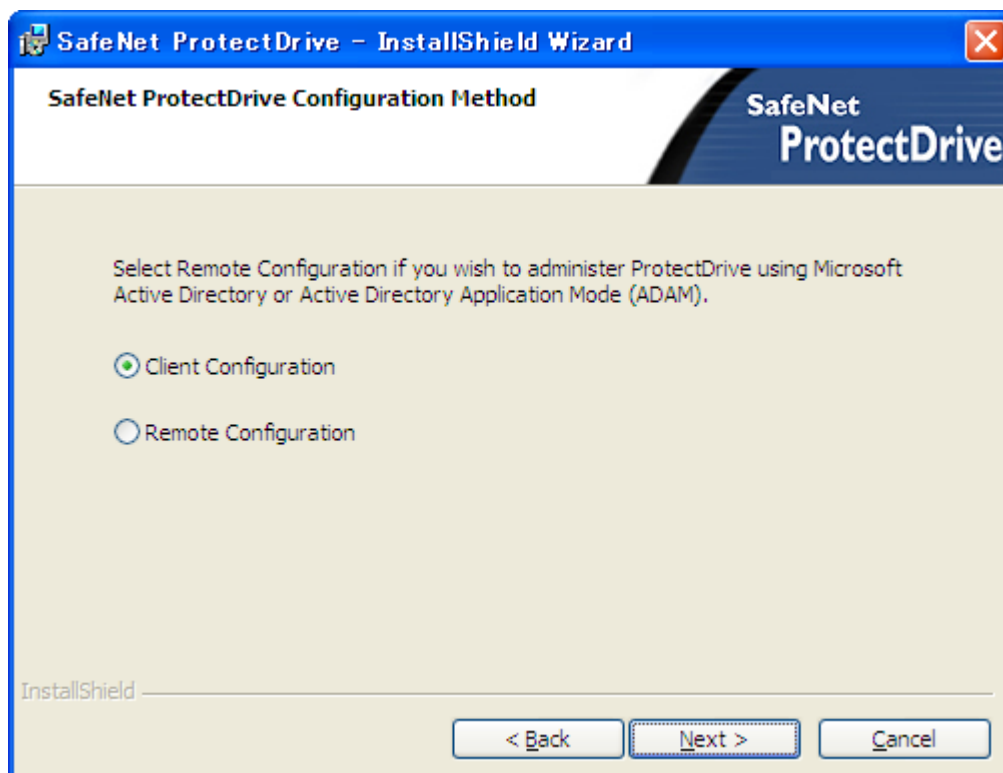 SafeNet ProtectDrive - InstallShield Wizard
SafeNet ProtectDrive Configuration Method
SafeNet
ProtectDrive
Select Remote Configuration if you wish to administer ProtectDrive using Microsoft
Active Directory or Active Directory Application Mode (ADAM).
Client Configuration
Remote Configuration
InstallShield
< Back
Next >
Cancel